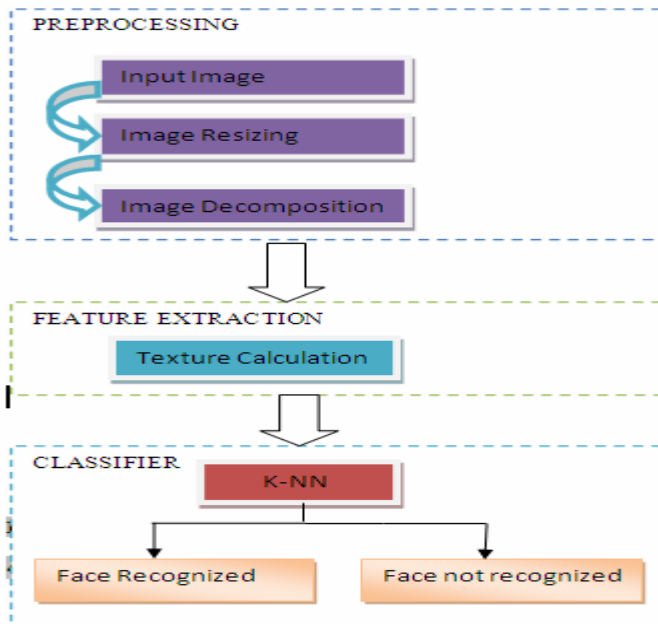 PREPROCESSING
Input Image
Image Resizing
Image Decomposition
FEATURE EXTRACTION
Texture Calculation
CLASSIFIER
K-NN
Face Recognized
Face not recognized